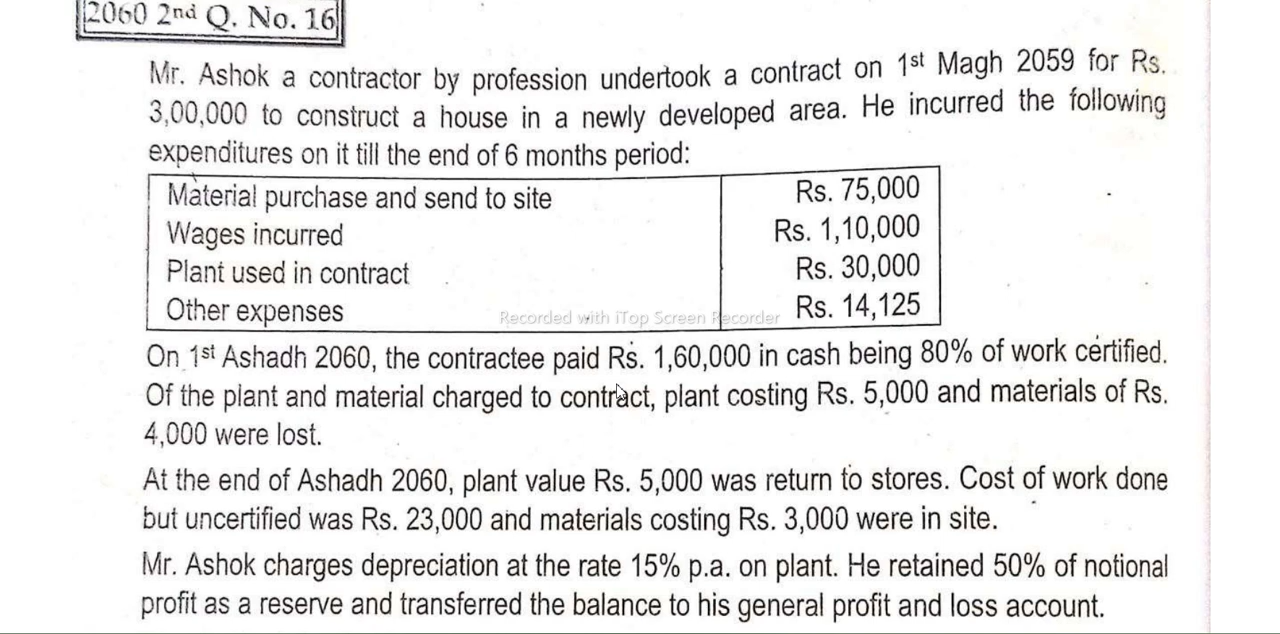 2060 2nd Q. No. 16
Mr. Ashok a contractor by profession undertook a contract on 1st Magh 2059 for Rs.
3,00,000 to construct a house in a newly developed area. He incurred the following
expenditures on it till the end of 6 months period:
Material purchase and send to site Rs. 75,000
Wages incurred Rs. 1,10,000
Plant used in contract Rs. 30,000
Other expenses Rs. 14,125
Recorded with iTop Screen Recorder
On 1st Ashadh 2060, the contractee paid Rs. 1,60,000 in cash being 80% of work certified.
Of the plant and material charged to contract, plant costing Rs. 5,000 and materials of Rs.
4,000 were lost.
At the end of Ashadh 2060, plant value Rs. 5,000 was return to stores. Cost of work done
but uncertified was Rs. 23,000 and materials costing Rs. 3,000 were in site.
Mr. Ashok charges depreciation at the rate 15% p.a. on plant. He retained 50% of notional
profit as a reserve and transferred the balance to his general profit and loss account.